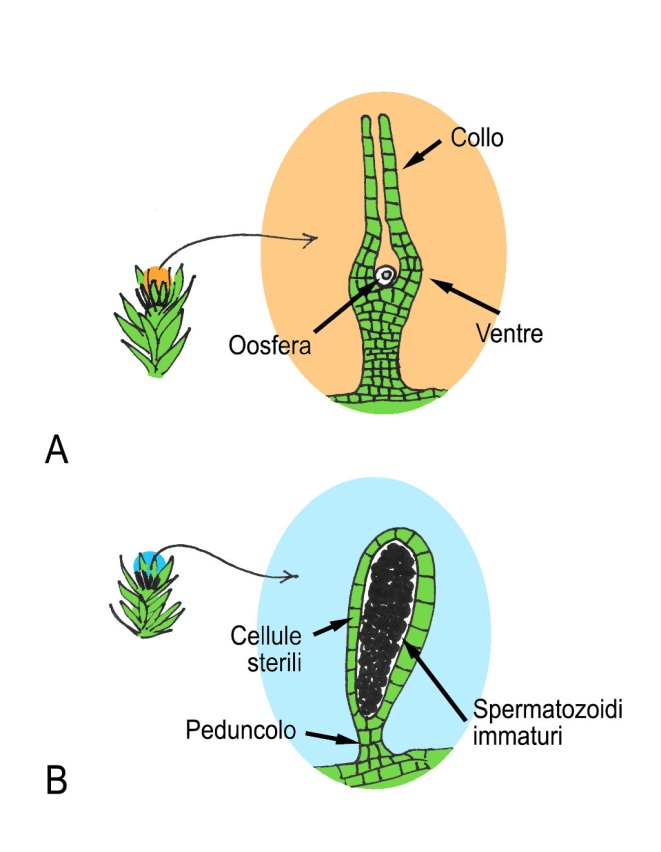 Collo
Oosfera
Ventre
A
Cellule
sterili
Spermatozoidi
immaturi
Peduncolo
B